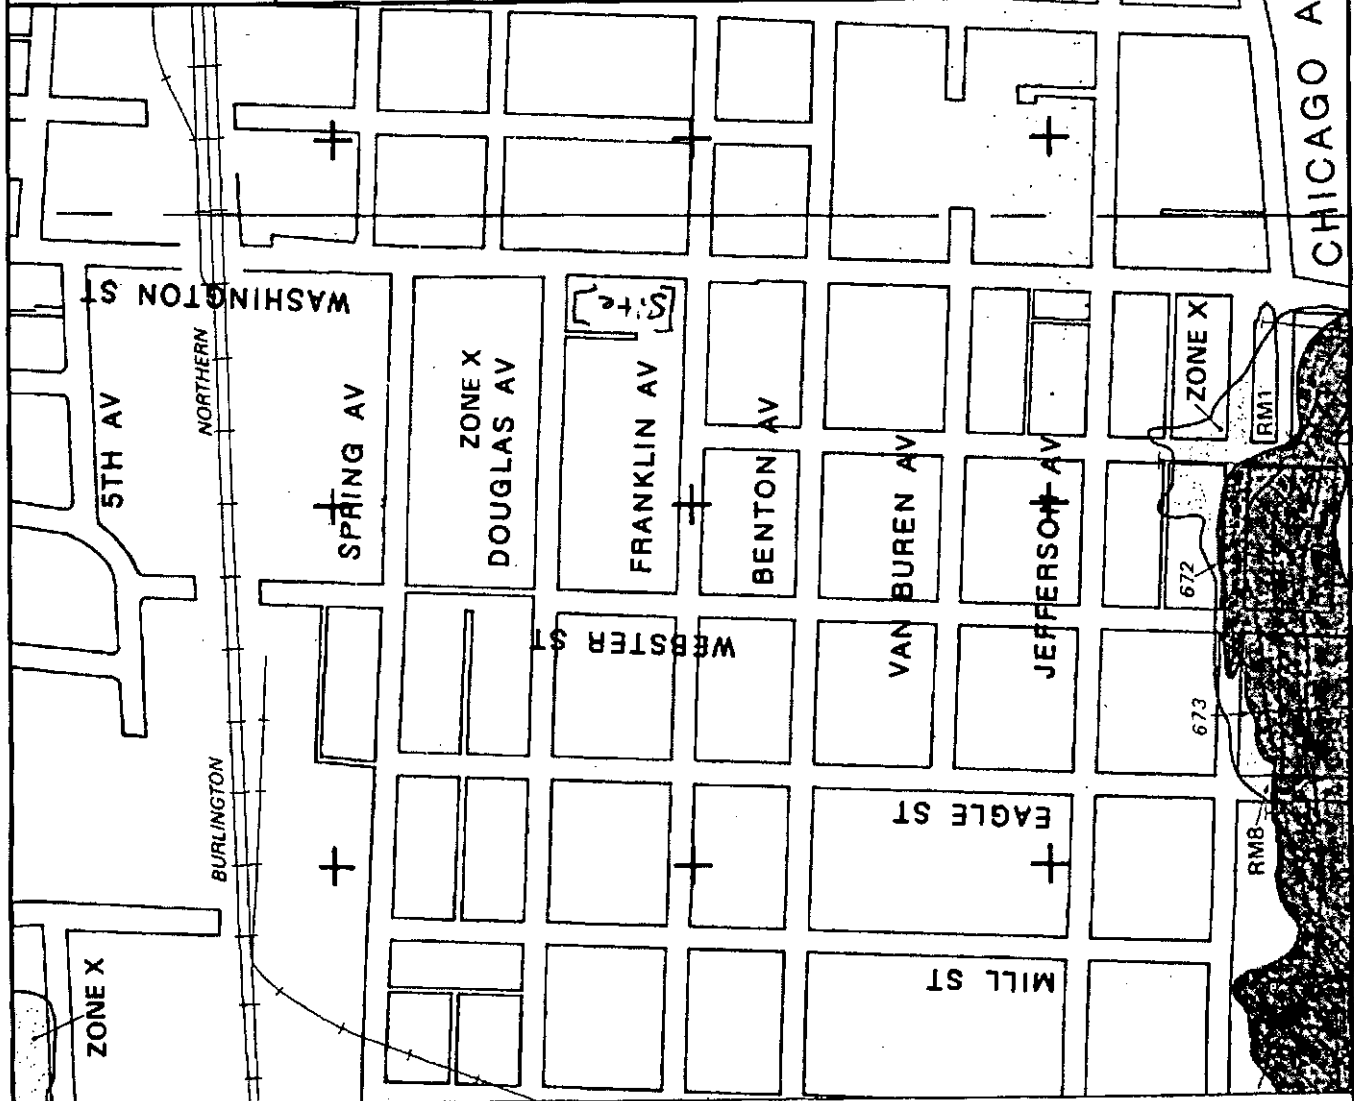 CHICAGO A
WASHINGTON ST
NORTHERN
[Site]
ZONE X
5TH AV
SPRING AV
ZONE X
DOUGLAS AV
FRANKLIN AV
BENTON AV
VAN BUREN AV
JEFFERSON AV
RM1
672
WEBSTER ST
673
BURLINGTON
EAGLE ST
RM8
MILL ST
ZONE X